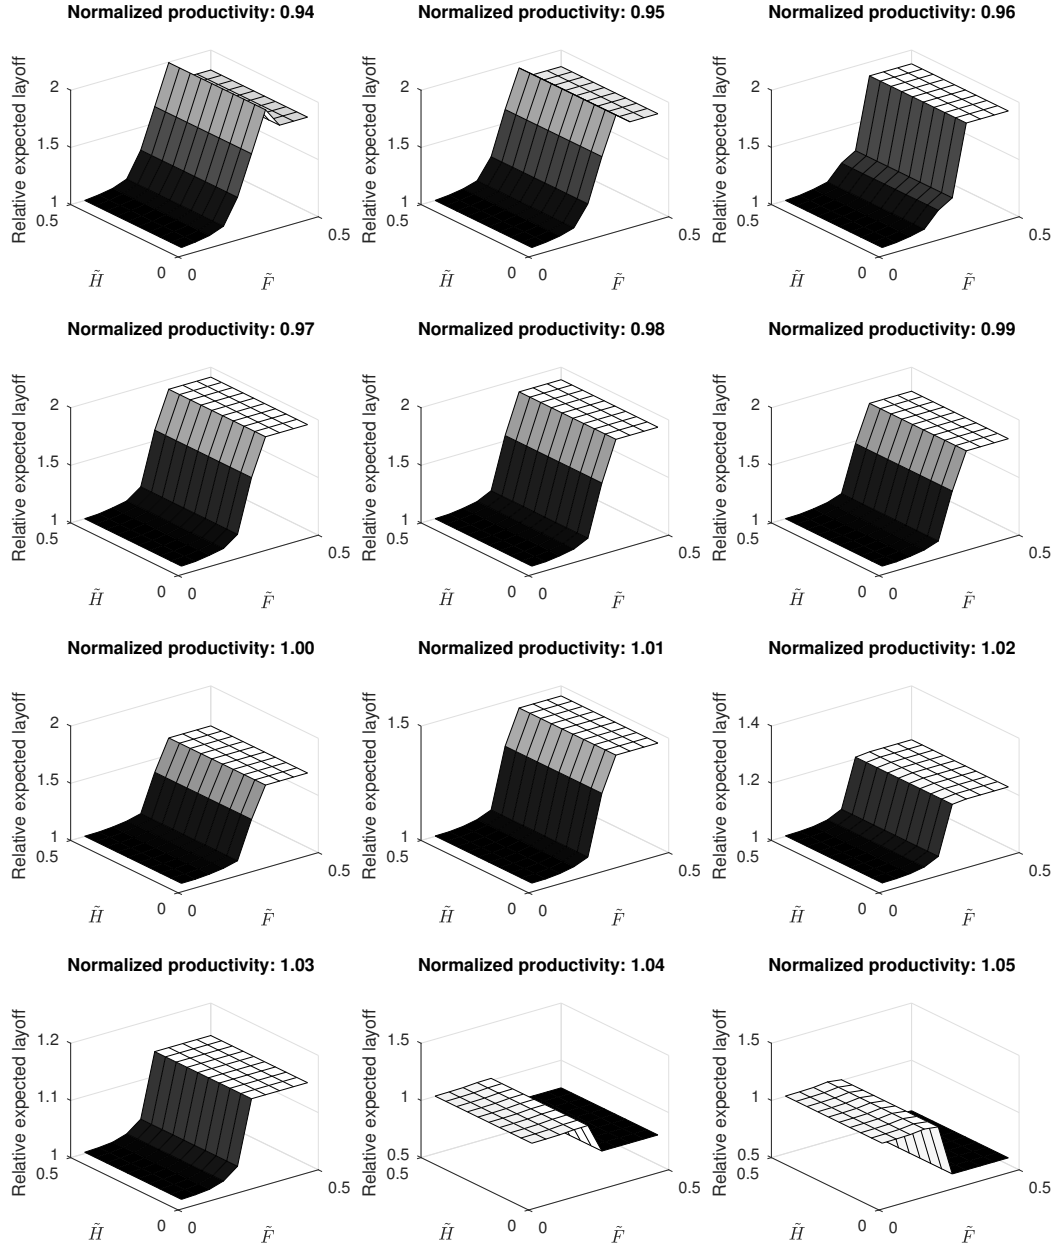 Normalized productivity: 0.94
Relative expected layoff
2
1.5
1
0.5
0
0
0.5
H̃
F̃
Normalized productivity: 0.95
Relative expected layoff
2
1.5
1
0.5
0
0
0.5
H̃
F̃
Normalized productivity: 0.96
Relative expected layoff
2
1.5
1
0.5
0
0
0.5
H̃
F̃
Normalized productivity: 0.97
Relative expected layoff
2
1.5
1
0.5
0
0
0.5
H̃
F̃
Normalized productivity: 0.98
Relative expected layoff
2
1.5
1
0.5
0
0
0.5
H̃
F̃
Normalized productivity: 0.99
Relative expected layoff
2
1.5
1
0.5
0
0
0.5
H̃
F̃
Normalized productivity: 1.00
Relative expected layoff
2
1.5
1
0.5
0
0
0.5
H̃
F̃
Normalized productivity: 1.01
Relative expected layoff
1.5
1
0.5
0
0
0.5
H̃
F̃
Normalized productivity: 1.02
Relative expected layoff
1.4
1.2
1
0.5
0
0
0.5
H̃
F̃
Normalized productivity: 1.03
Relative expected layoff
1.2
1.1
1
0.5
0
0
0.5
H̃
F̃
Normalized productivity: 1.04
Relative expected layoff
1.5
1
0.5
0.5
0
0
0.5
H̃
F̃
Normalized productivity: 1.05
Relative expected layoff
1.5
1
0.5
0.5
0
0
0.5
H̃
F̃